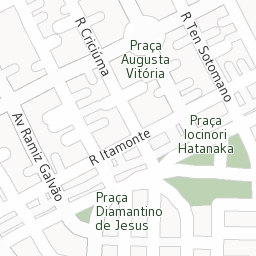 R Criciúma
R Ten Sotomano
Praça
Augusta
Vitória
Av Ramiz Galvão
R Itamonte
Praça
Iocinori
Hatanaka
Praça
Diamantino
de Jesus